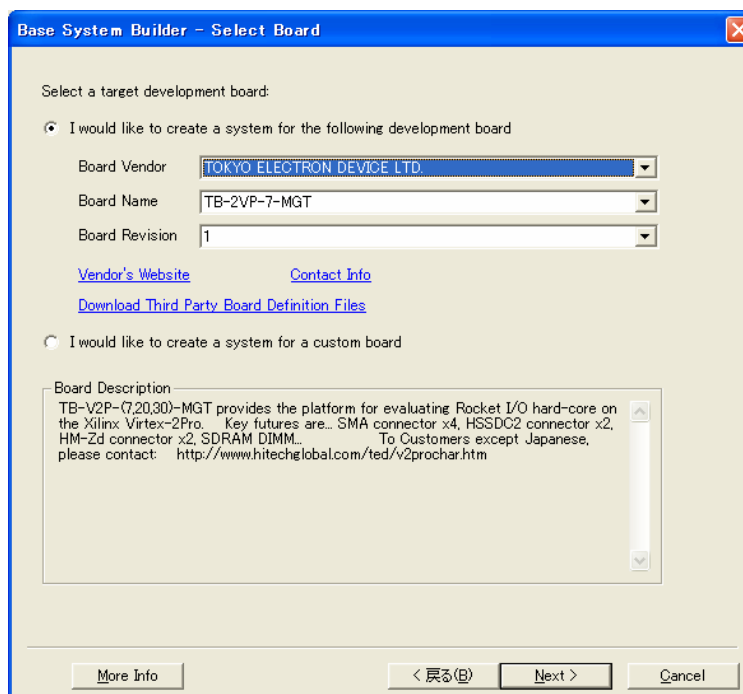 Base System Builder - Select Board
Select a target development board:
I would like to create a system for the following development board
Board Vendor
TOKYO ELECTRON DEVICE LTD.
Board Name
TB-2VP-7-MGT
Board Revision
1
Vendor's Website
Contact Info
Download Third Party Board Definition Files
I would like to create a system for a custom board
Board Description
TB-V2P-(7,20,30)-MGT provides the platform for evaluating Rocket I/O hard-core on
the Xilinx Virtex-2Pro. Key futures are... SMA connector x4, HSSDC2 connector x2,
HM-Zd connector x2, SDRAM DIMM... To Customers except Japanese,
please contact: http://www.hitechglobal.com/ted/v2prochar.htm
More Info
< 戻る(B)
Next >
Cancel